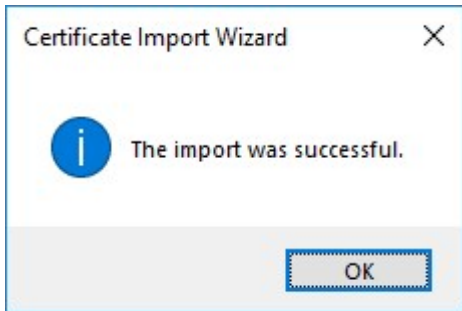 Certificate Import Wizard
The import was successful.
OK